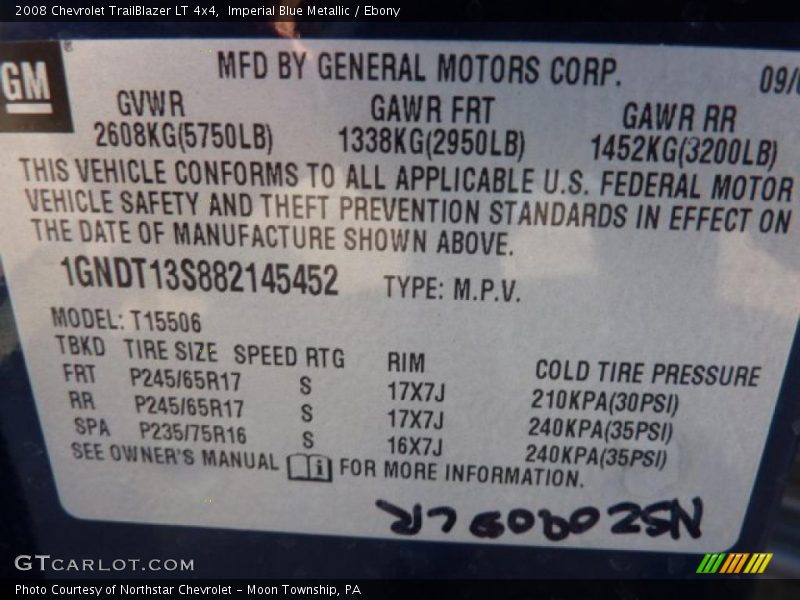 2008 Chevrolet TrailBlazer LT 4x4, Imperial Blue Metallic / Ebony
GM
MFD BY GENERAL MOTORS CORP.
GVWR GAWR FRT GAWR RR
2608KG(5750LB) 1338KG(2950LB) 1452KG(3200LB)
THIS VEHICLE CONFORMS TO ALL APPLICABLE U.S. FEDERAL MOTOR
VEHICLE SAFETY AND THEFT PREVENTION STANDARDS IN EFFECT ON
THE DATE OF MANUFACTURE SHOWN ABOVE.
1GNDT13S882145452 TYPE: M.P.V.
MODEL: T15506
TBKD TIRE SIZE SPEED RTG RIM COLD TIRE PRESSURE
FRT P245/65R17 S 17X7J 210KPA(30PSI)
RR P245/65R17 S 17X7J 240KPA(35PSI)
SPA P235/75R16 S 16X7J 240KPA(35PSI)
SEE OWNER'S MANUAL i FOR MORE INFORMATION.
GTCARLOT.COM
Photo Courtesy of Northstar Chevrolet - Moon Township, PA